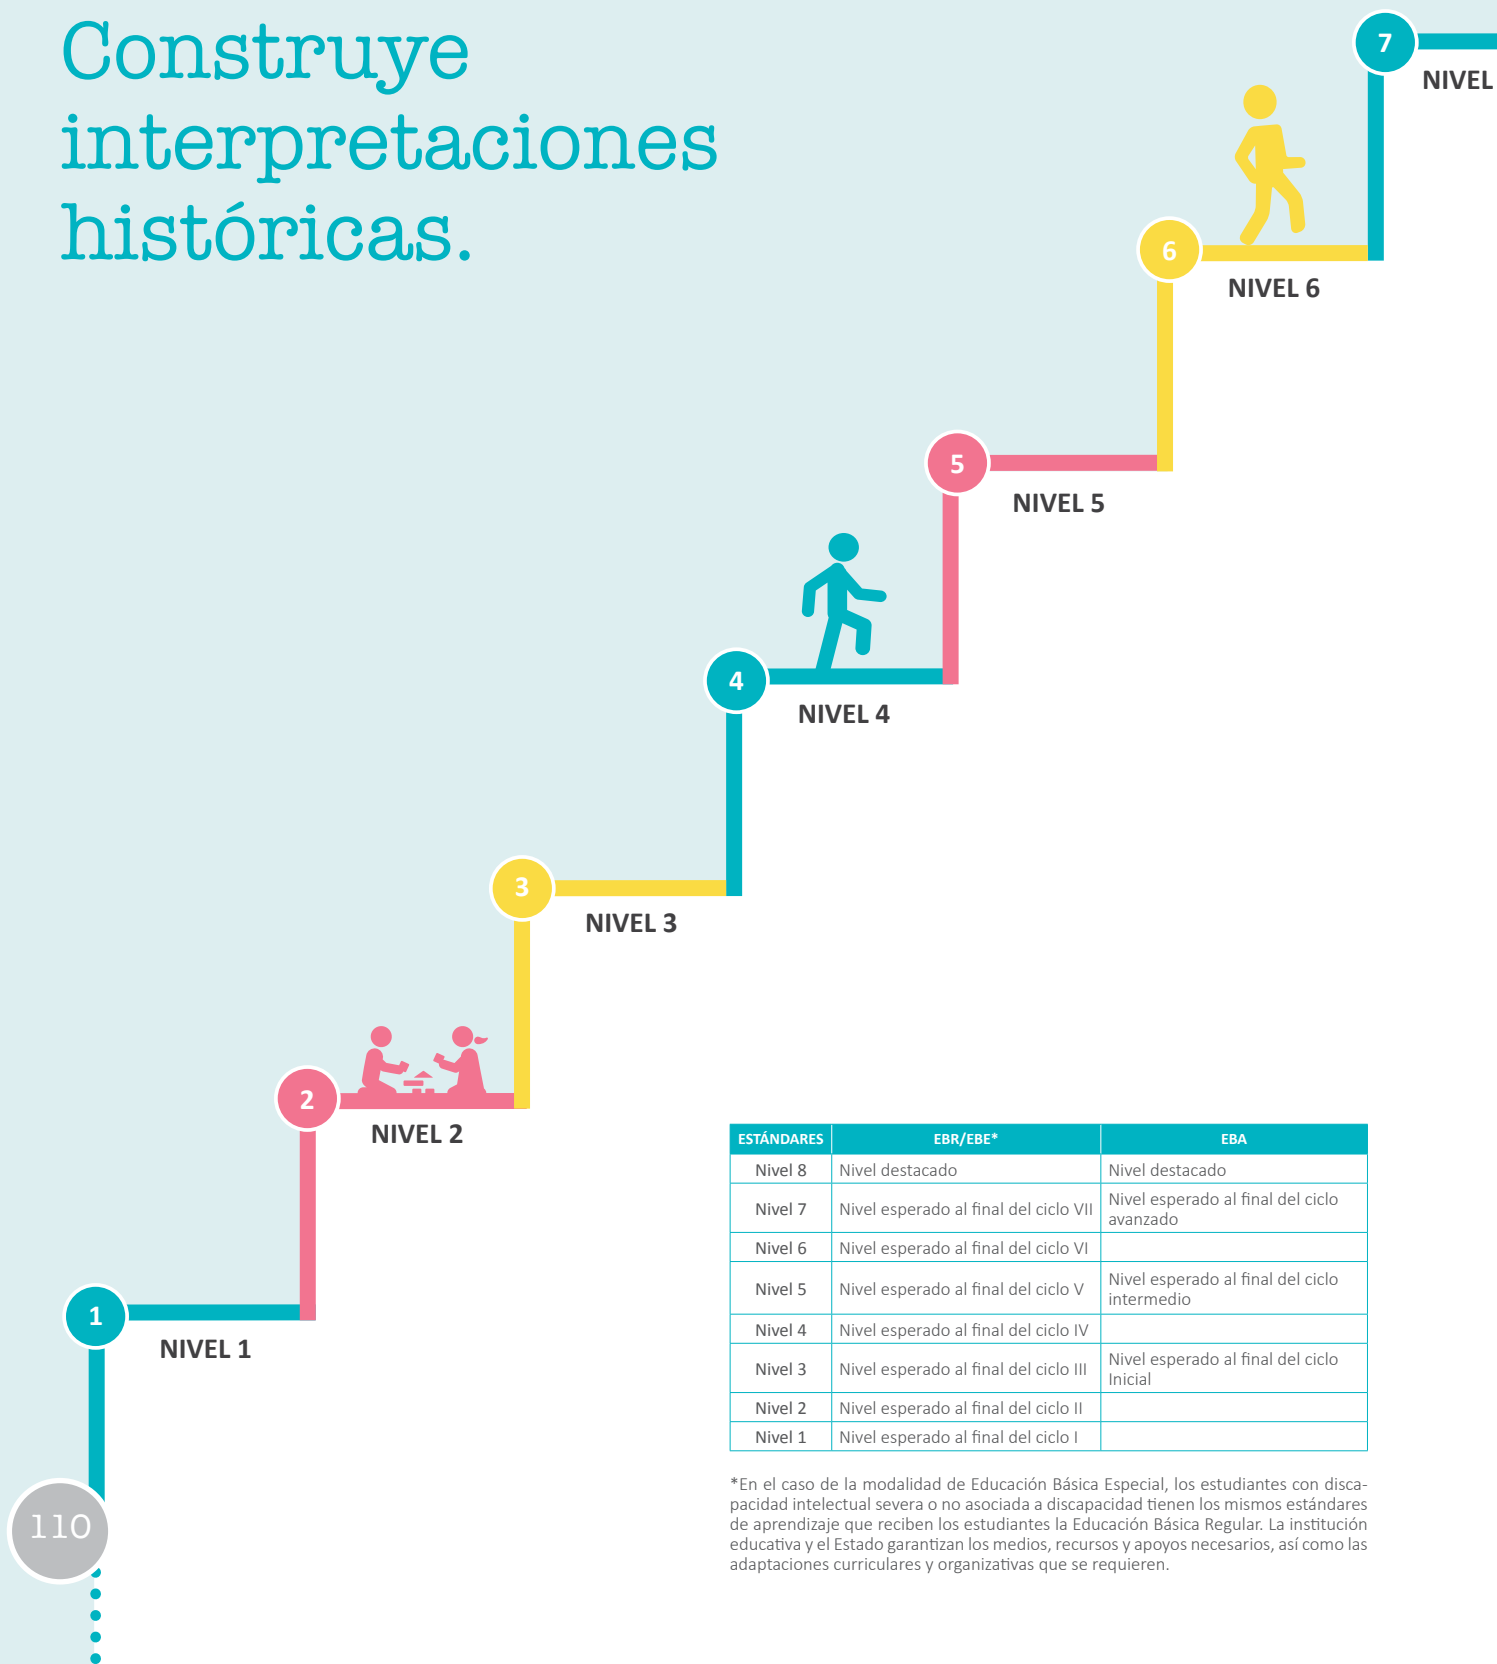 Construye
interpretaciones
históricas.
7
NIVEL
6
NIVEL 6
5
NIVEL 5
4
NIVEL 4
3
NIVEL 3
2
NIVEL 2
1
NIVEL 1
ESTÁNDARES EBR/EBE* EBA
Nivel 8 Nivel destacado Nivel destacado
Nivel 7 Nivel esperado al final del ciclo VII Nivel esperado al final del ciclo
avanzado
Nivel 6 Nivel esperado al final del ciclo VI
Nivel 5 Nivel esperado al final del ciclo V Nivel esperado al final del ciclo
intermedio
Nivel 4 Nivel esperado al final del ciclo IV
Nivel 3 Nivel esperado al final del ciclo III Nivel esperado al final del ciclo
Inicial
Nivel 2 Nivel esperado al final del ciclo II
Nivel 1 Nivel esperado al final del ciclo I
*En el caso de la modalidad de Educación Básica Especial, los estudiantes con disca-
pacidad intelectual severa o no asociada a discapacidad tienen los mismos estándares
de aprendizaje que reciben los estudiantes la Educación Básica Regular. La institución
educativa y el Estado garantizan los medios, recursos y apoyos necesarios, así como las
adaptaciones curriculares y organizativas que se requieren.
110